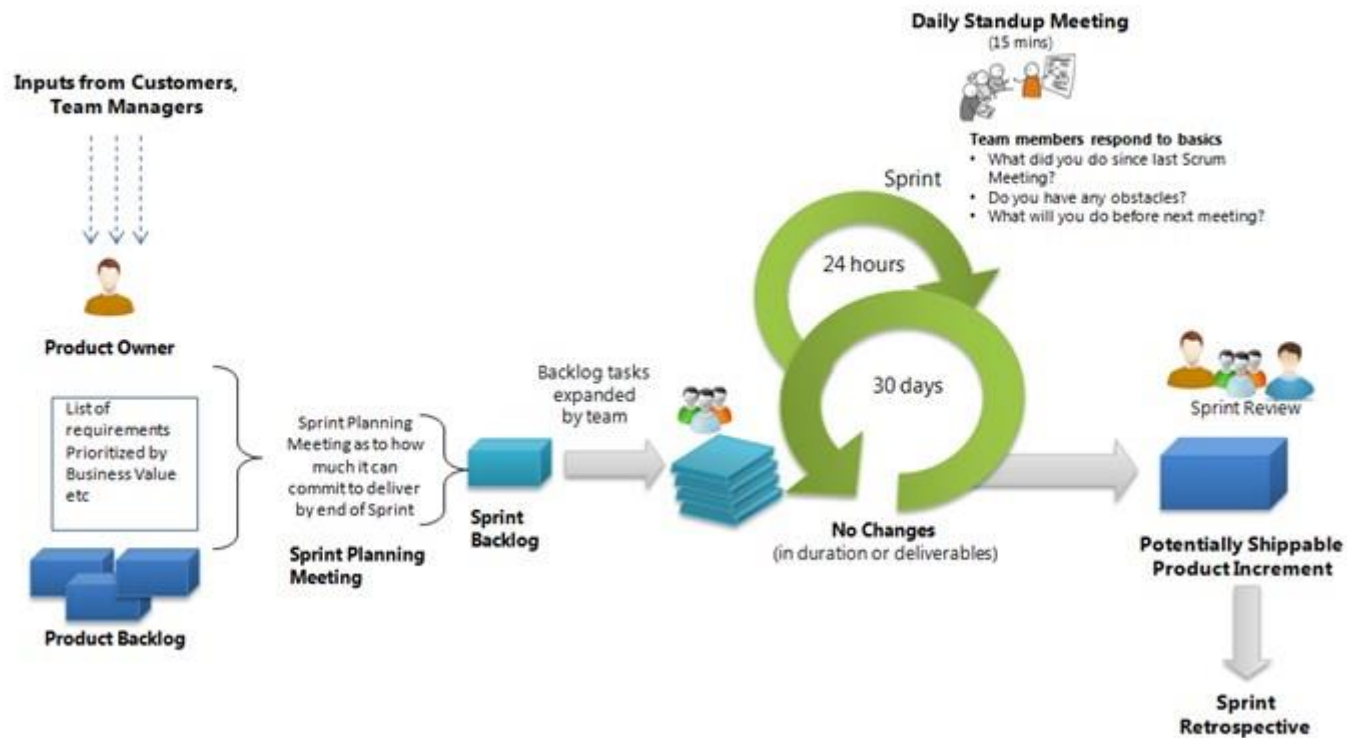 Inputs from Customers,
Team Managers
Product Owner
List of
requirements
Prioritized by
Business Value
etc
Product Backlog
Sprint Planning
Meeting as to how
much it can
commit to deliver
by end of Sprint
Sprint Planning
Meeting
Sprint
Backlog
Backlog tasks
expanded
by team
Daily Standup Meeting
(15 mins)
Team members respond to basics
• What did you do since last Scrum
Meeting?
• Do you have any obstacles?
• What will you do before next meeting?
Sprint
24 hours
30 days
No Changes
(in duration or deliverables)
Sprint Review
Potentially Shippable
Product Increment
Sprint
Retrospective